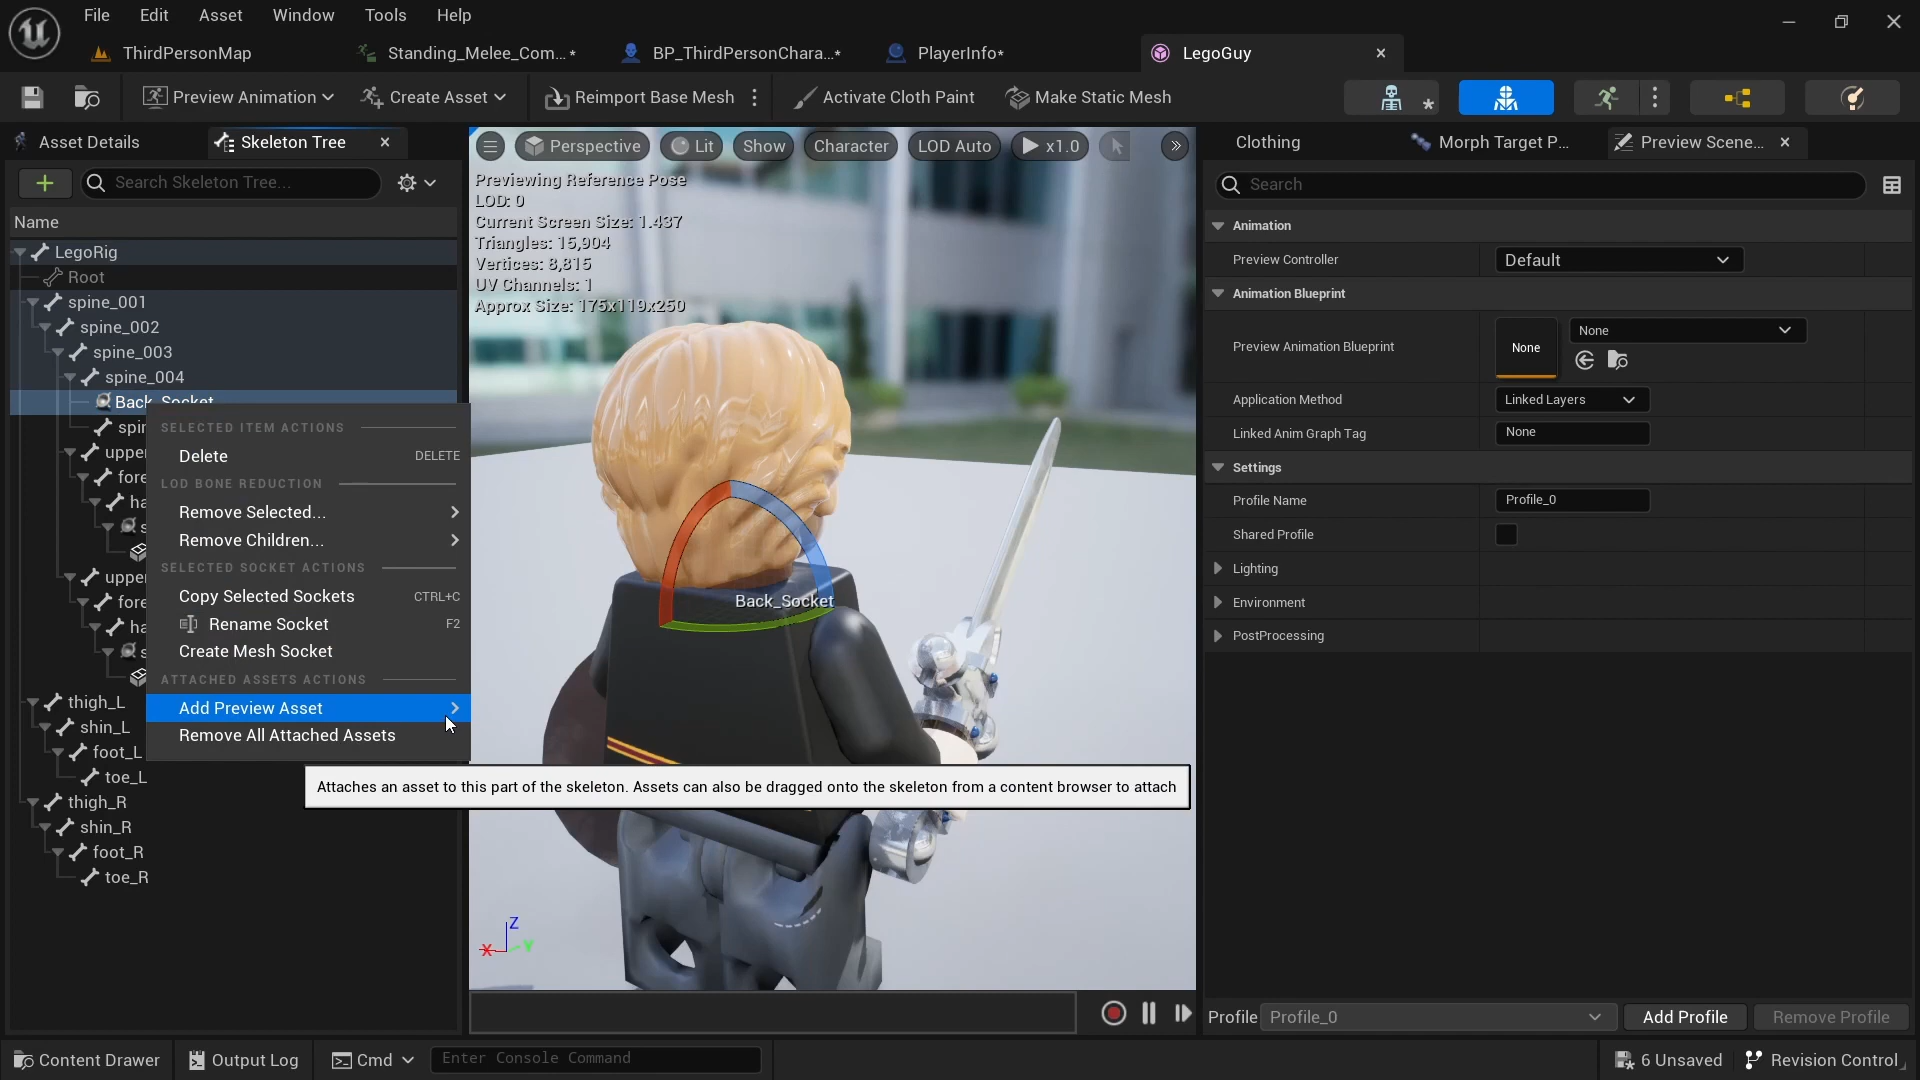 File Edit Asset Window Tools Help
ThirdPersonMap
Standing_Melee_Com...*
BP_ThirdPersonChara...*
PlayerInfo*
LegoGuy
Preview Animation
Create Asset
Reimport Base Mesh
Activate Cloth Paint
Make Static Mesh
Asset Details
Skeleton Tree
Search Skeleton Tree...
Name
LegoRig
Root
spine_001
spine_002
spine_003
spine_004
Back_Socket
SELECTED ITEM ACTIONS
Delete DELETE
LOD BONE REDUCTION
Remove Selected...
Remove Children...
SELECTED SOCKET ACTIONS
Copy Selected Sockets CTRL+C
Rename Socket F2
Create Mesh Socket
ATTACHED ASSETS ACTIONS
Add Preview Asset
Remove All Attached Assets
thigh_L
shin_L
foot_L
toe_L
thigh_R
shin_R
foot_R
toe_R
Perspective
Lit
Show
Character
LOD Auto
x1.0
Previewing Reference Pose
LOD: 0
Current Screen Size: 1.437
Triangles: 15,904
Vertices: 8,815
UV Channels: 1
Approx Size: 175x119x250
Back_Socket
Attaches an asset to this part of the skeleton. Assets can also be dragged onto the skeleton from a content browser to attach
Z
X
Y
Clothing
Morph Target P...
Preview Scene...
Search
Animation
Preview Controller Default
Animation Blueprint
Preview Animation Blueprint None None
Application Method Linked Layers
Linked Anim Graph Tag None
Settings
Profile Name Profile_0
Shared Profile
Lighting
Environment
PostProcessing
Profile Profile_0 Add Profile Remove Profile
Content Drawer
Output Log
Cmd
Enter Console Command
6 Unsaved
Revision Control